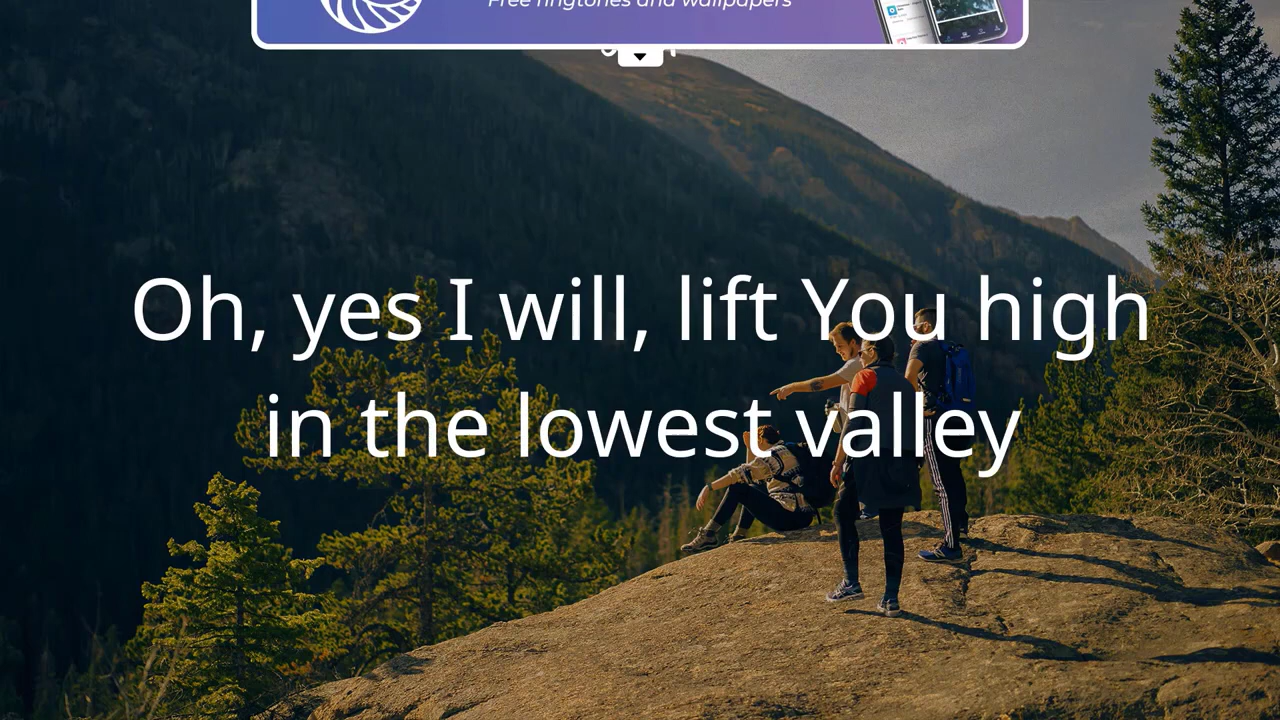 Free ringtones and wallpapers
Oh, yes I will, lift You high
in the lowest valley